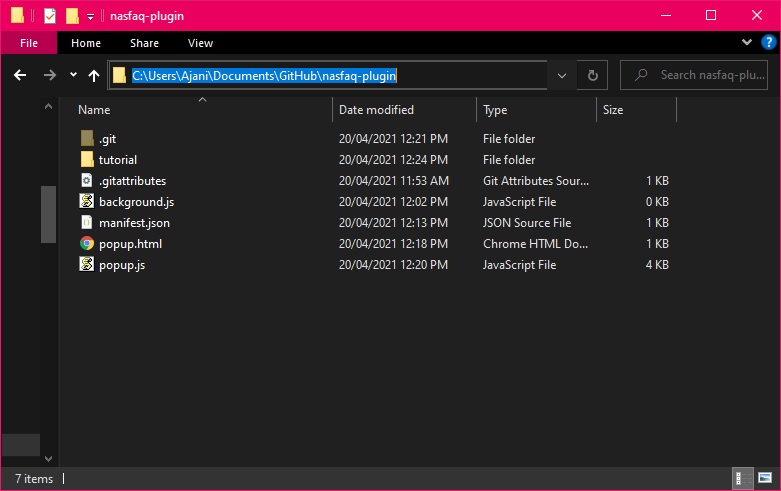 nasfaq-plugin
File Home Share View
C:\Users\Ajani\Documents\GitHub\nasfaq-plugin Search nasfaq-plu...
Name Date modified Type Size
.git 20/04/2021 12:21 PM File folder
tutorial 20/04/2021 12:24 PM File folder
.gitattributes 20/04/2021 11:53 AM Git Attributes Sour... 1 KB
background.js 20/04/2021 12:02 PM JavaScript File 0 KB
manifest.json 20/04/2021 12:13 PM JSON Source File 1 KB
popup.html 20/04/2021 12:18 PM Chrome HTML Do... 1 KB
popup.js 20/04/2021 12:20 PM JavaScript File 4 KB
7 items